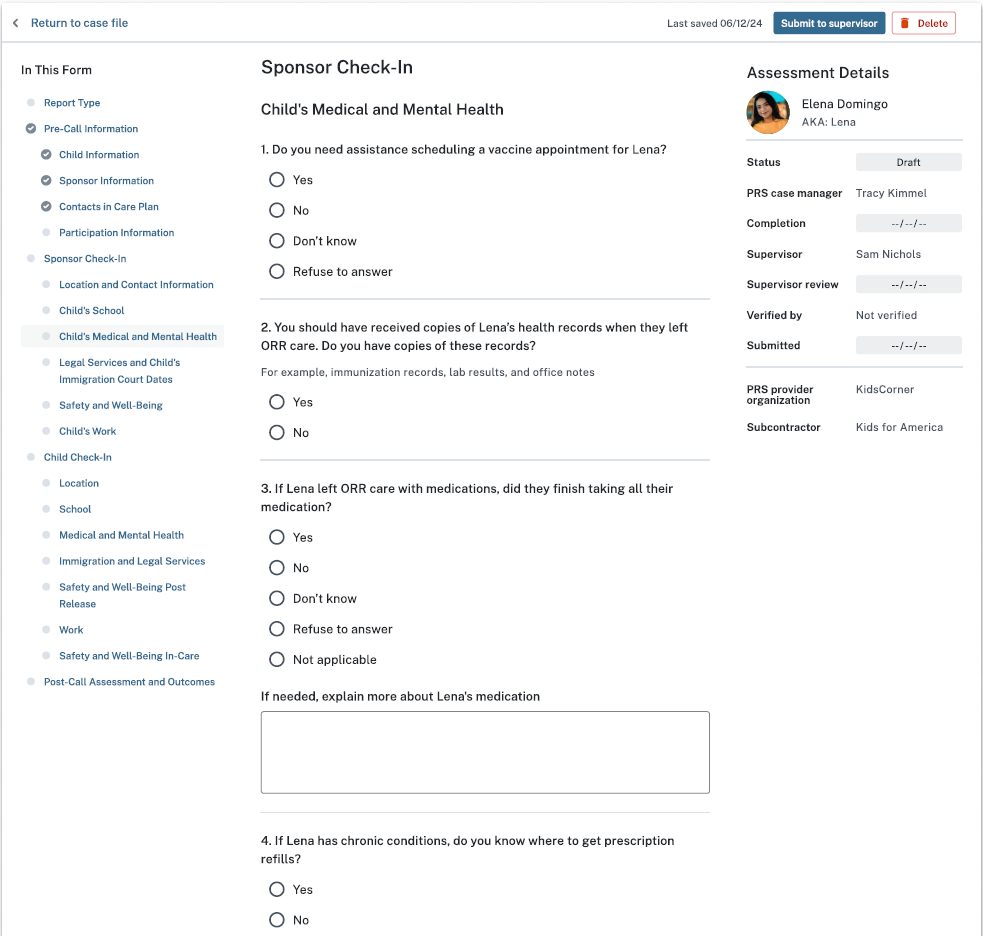 Return to case file
Last saved 06/12/24
Submit to supervisor
Delete
In This Form
Report Type
Pre-Call Information
Child Information
Sponsor Information
Contacts in Care Plan
Participation Information
Sponsor Check-In
Location and Contact Information
Child's School
Child's Medical and Mental Health
Legal Services and Child's
Immigration Court Dates
Safety and Well-Being
Child's Work
Child Check-In
Location
School
Medical and Mental Health
Immigration and Legal Services
Safety and Well-Being Post
Release
Work
Safety and Well-Being In-Care
Post-Call Assessment and Outcomes
Sponsor Check-In
Child's Medical and Mental Health
1. Do you need assistance scheduling a vaccine appointment for Lena?
Yes
No
Don't know
Refuse to answer
2. You should have received copies of Lena's health records when they left
ORR care. Do you have copies of these records?
For example, immunization records, lab results, and office notes
Yes
No
3. If Lena left ORR care with medications, did they finish taking all their
medication?
Yes
No
Don't know
Refuse to answer
Not applicable
If needed, explain more about Lena's medication
4. If Lena has chronic conditions, do you know where to get prescription
refills?
Yes
No
Assessment Details
Elena Domingo
AKA: Lena
Status Draft
PRS case manager Tracy Kimmel
Completion --/--/--
Supervisor Sam Nichols
Supervisor review --/--/--
Verified by Not verified
Submitted --/--/--
PRS provider
organization KidsCorner
Subcontractor Kids for America